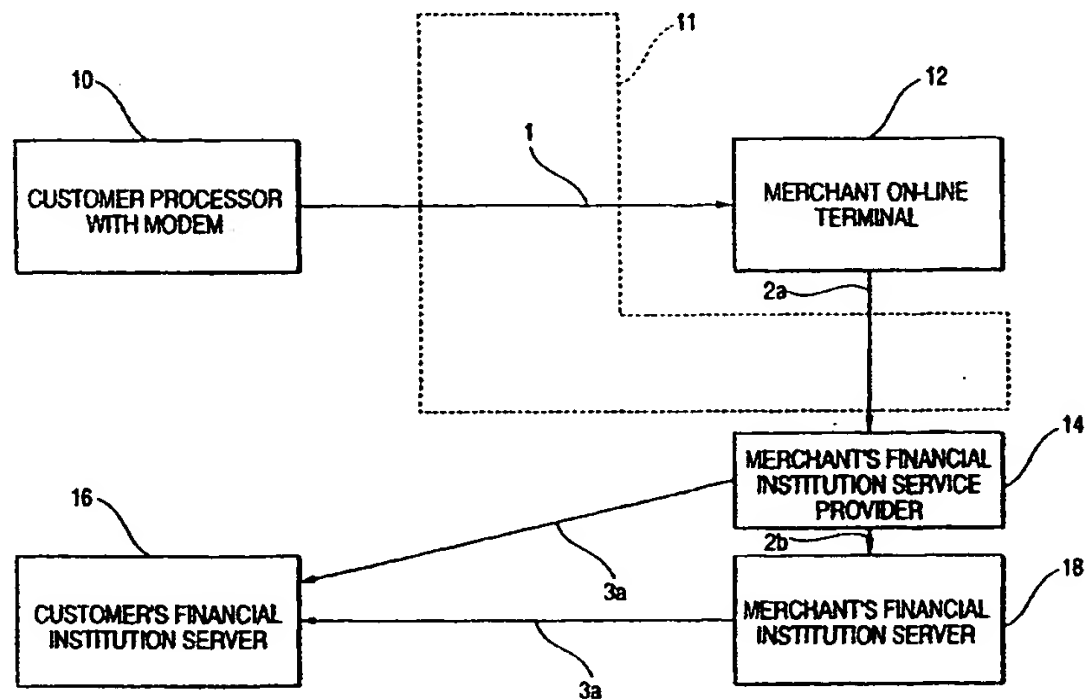 11
10
12
1
CUSTOMER PROCESSOR
WITH MODEM
MERCHANT ON-LINE
TERMINAL
2a
14
MERCHANT'S FINANCIAL
INSTITUTION SERVICE
PROVIDER
16
2b
18
3a
CUSTOMER'S FINANCIAL
INSTITUTION SERVER
MERCHANT'S FINANCIAL
INSTITUTION SERVER
3a